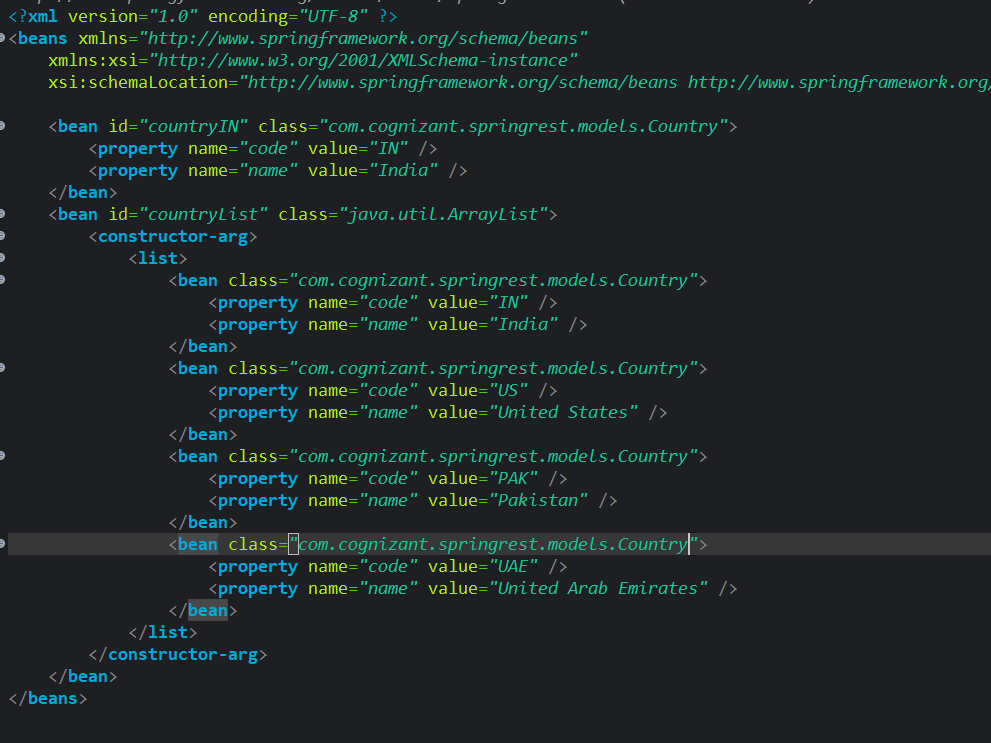 <?xml version="1.0" encoding="UTF-8" ?>
<beans xmlns="http://www.springframework.org/schema/beans"
    xmlns:xsi="http://www.w3.org/2001/XMLSchema-instance"
    xsi:schemaLocation="http://www.springframework.org/schema/beans http://www.springframework.org/

    <bean id="countryIN" class="com.cognizant.springrest.models.Country">
        <property name="code" value="IN" />
        <property name="name" value="India" />
    </bean>
    <bean id="countryList" class="java.util.ArrayList">
        <constructor-arg>
            <list>
                <bean class="com.cognizant.springrest.models.Country">
                    <property name="code" value="IN" />
                    <property name="name" value="India" />
                </bean>
                <bean class="com.cognizant.springrest.models.Country">
                    <property name="code" value="US" />
                    <property name="name" value="United States" />
                </bean>
                <bean class="com.cognizant.springrest.models.Country">
                    <property name="code" value="PAK" />
                    <property name="name" value="Pakistan" />
                </bean>
                <bean class="com.cognizant.springrest.models.Country">
                    <property name="code" value="UAE" />
                    <property name="name" value="United Arab Emirates" />
                </bean>
            </list>
        </constructor-arg>
    </bean>
</beans>